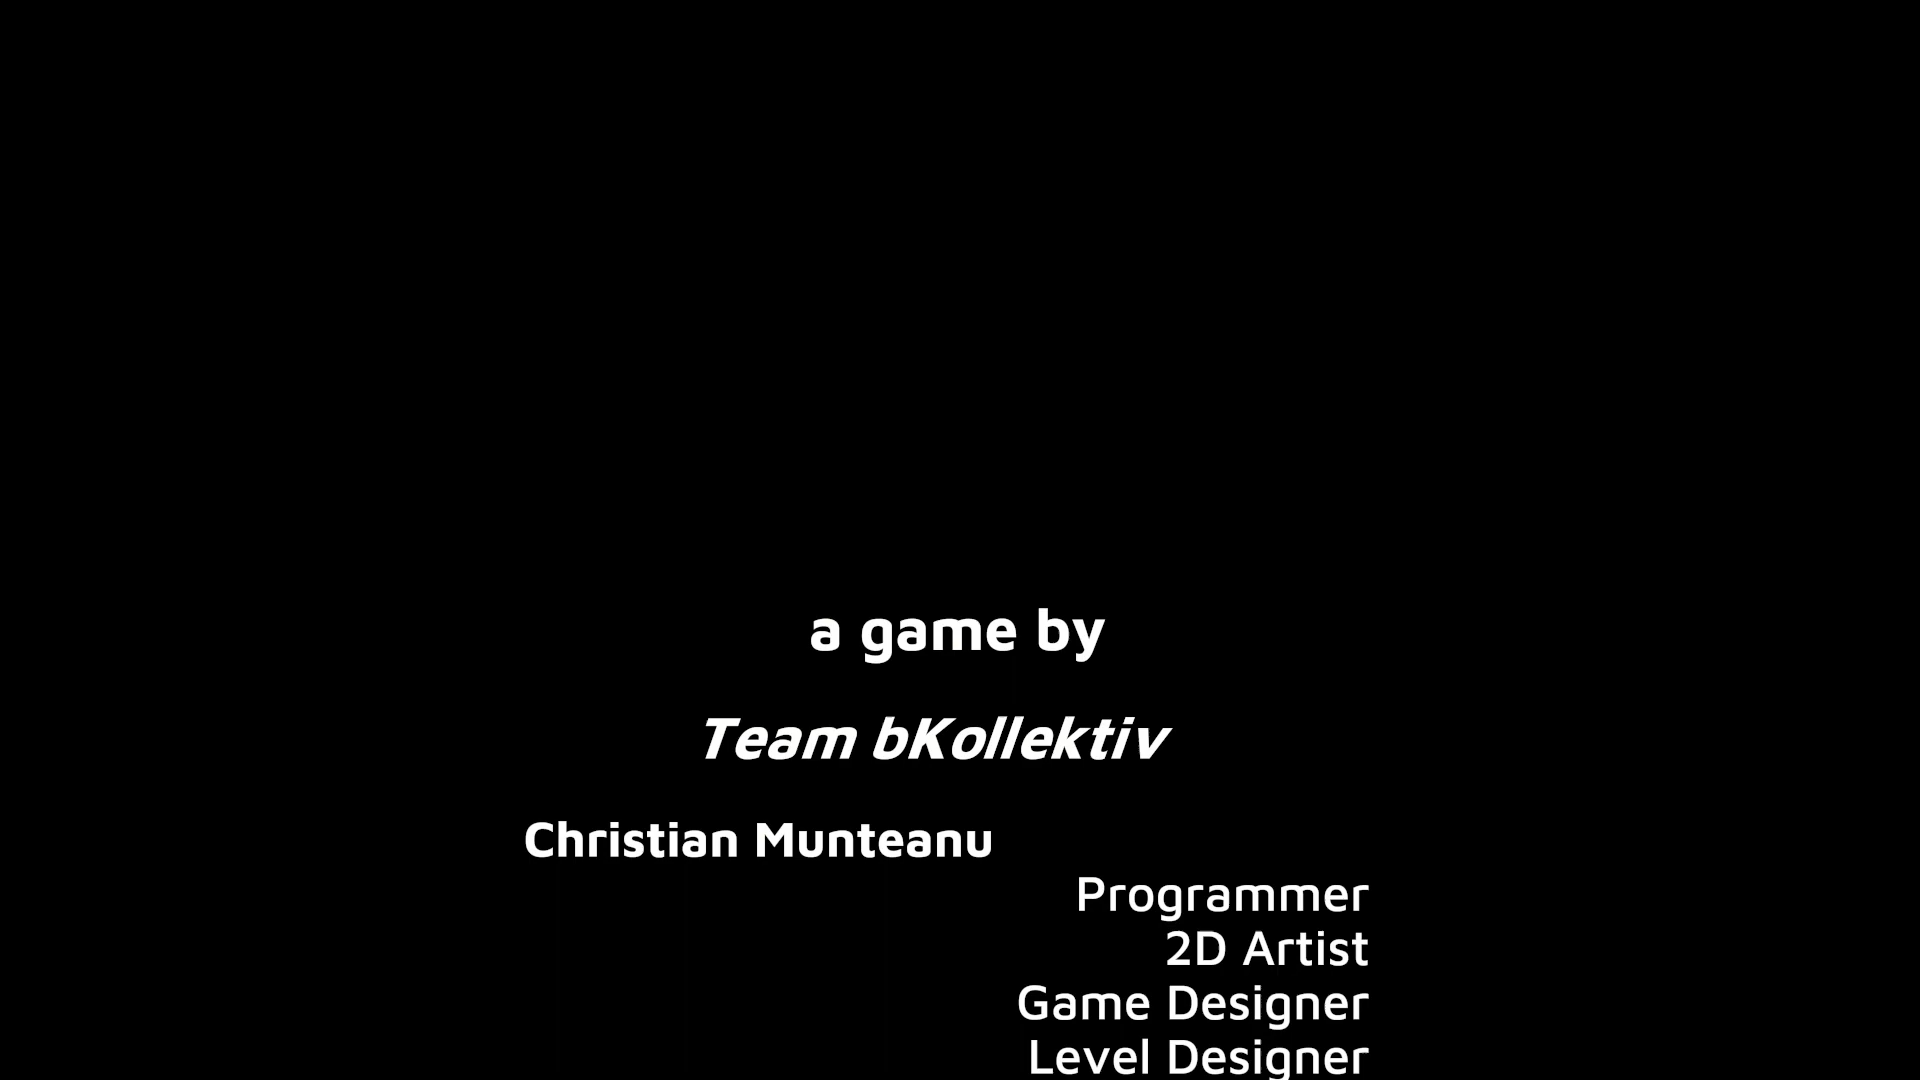 a game by
Team bKollektiv
Christian Munteanu
Programmer
2D Artist
Game Designer
Level Designer